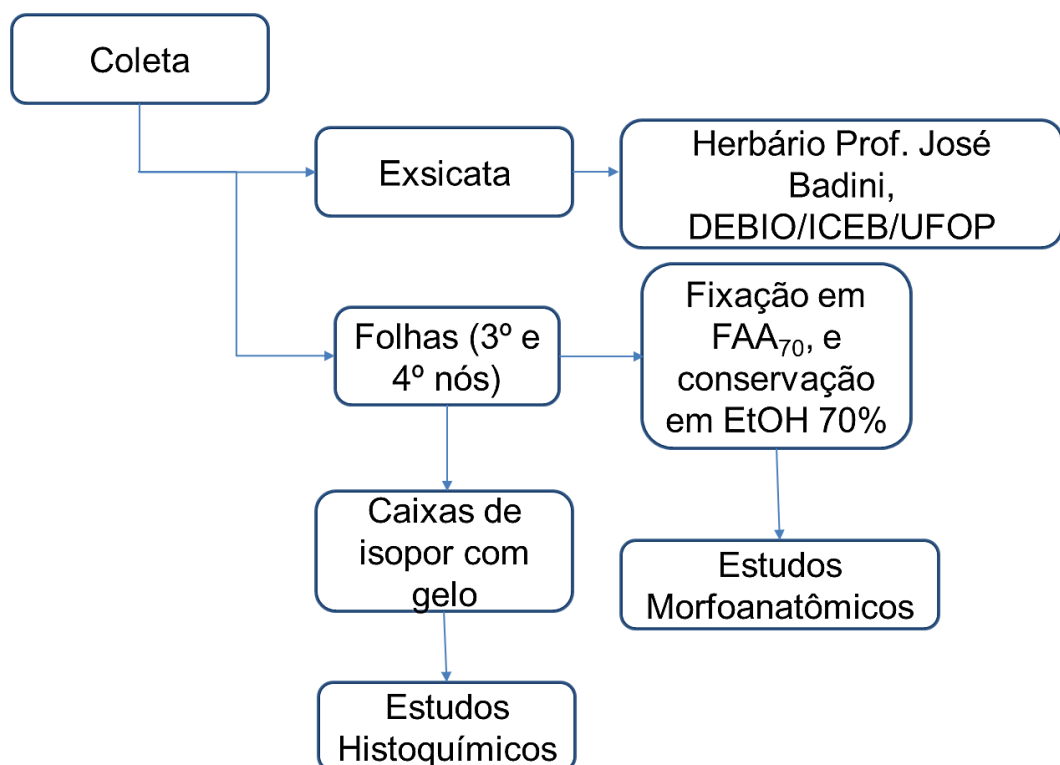 Coleta
Exsicata
Herbário Prof. José
Badini,
DEBIO/ICEB/UFOP
Folhas (3º e
4º nós)
Fixação em
FAA₇₀, e
conservação
em EtOH 70%
Caixas de
isopor com
gelo
Estudos
Morfoanatômicos
Estudos
Histoquímicos